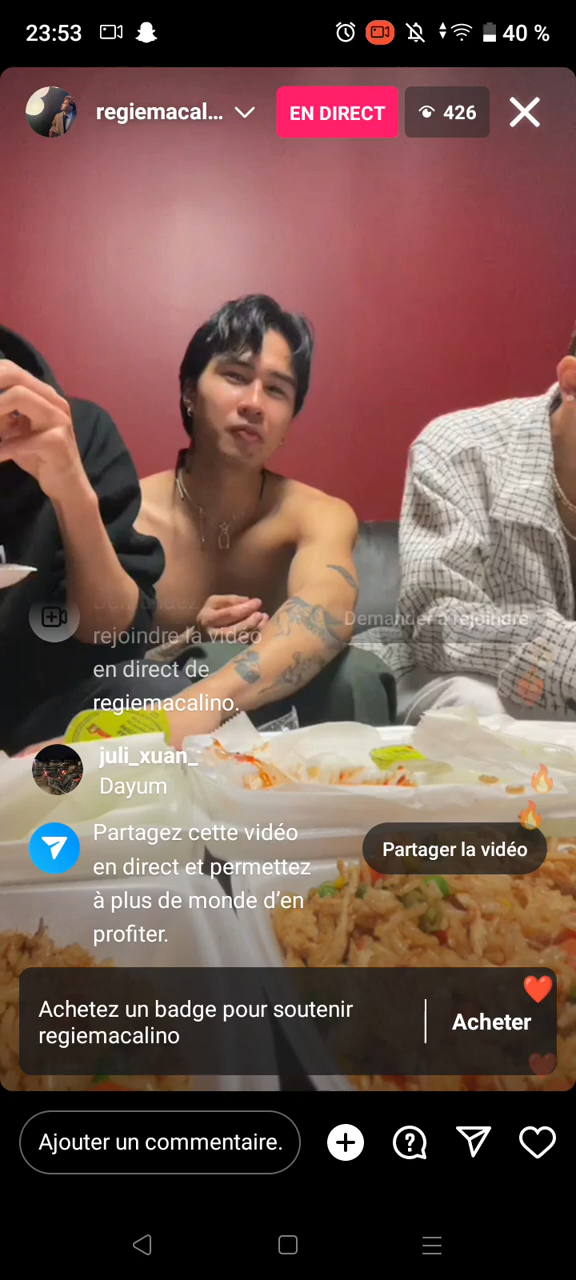 23:53
40 %
regiemacal...
EN DIRECT
426
Demandez à
Demander à rejoindre
rejoindre la vidéo
en direct de
regiemacalino.
juli_xuan_
Dayum
Partagez cette vidéo
en direct et permettez
à plus de monde d’en
profiter.
Partager la vidéo
Achetez un badge pour soutenir
regiemacalino
Acheter
Ajouter un commentaire.